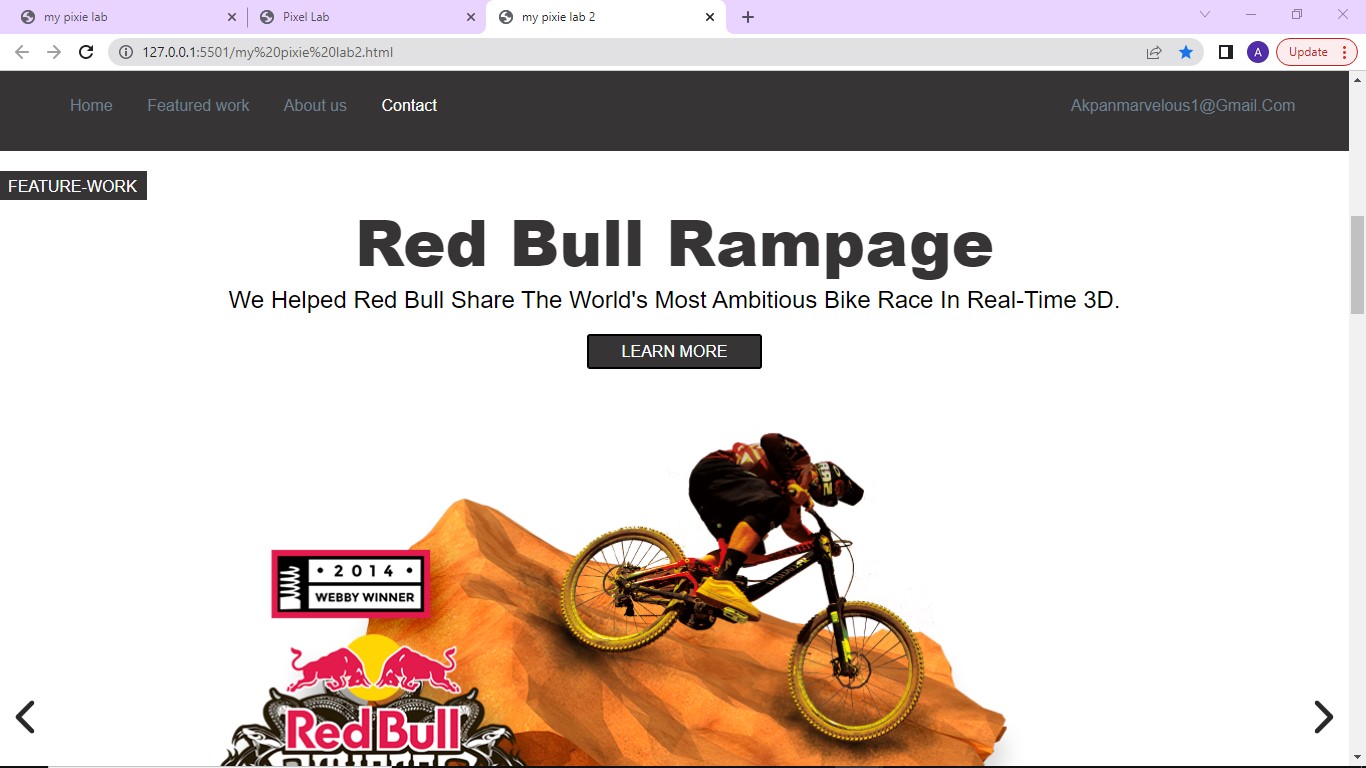 my pixie lab
Pixel Lab
my pixie lab 2
127.0.0.1:5501/my%20pixie%20lab2.html
A
Update
Home
Featured work
About us
Contact
Akpanmarvelous1@Gmail.Com
FEATURE-WORK
Red Bull Rampage
We Helped Red Bull Share The World's Most Ambitious Bike Race In Real-Time 3D.
LEARN MORE
• 2014 •
WEBBY WINNER
Red Bull